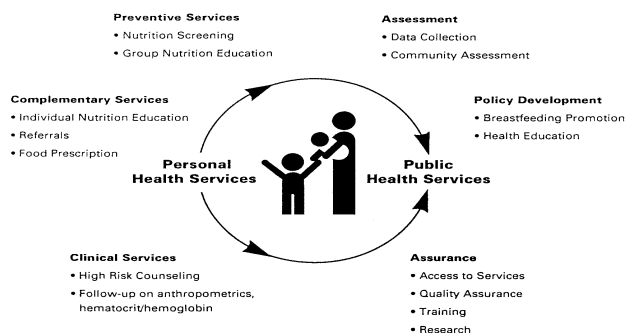 Preventive Services
• Nutrition Screening
• Group Nutrition Education
Assessment
• Data Collection
• Community Assessment
Complementary Services
• Individual Nutrition Education
• Referrals
• Food Prescription
Policy Development
• Breastfeeding Promotion
• Health Education
Personal
Health Services
Public
Health Services
Clinical Services
• High Risk Counseling
• Follow-up on anthropometrics,
hematocrit/hemoglobin
Assurance
• Access to Services
• Quality Assurance
• Training
• Research